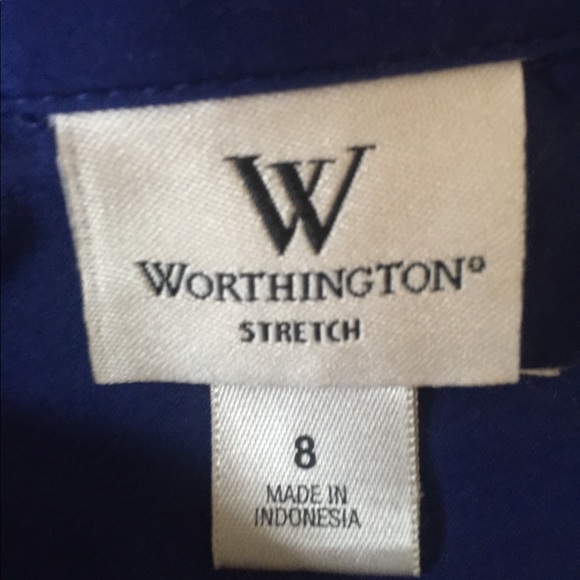 W
WORTHINGTON®
STRETCH
8
MADE IN
INDONESIA